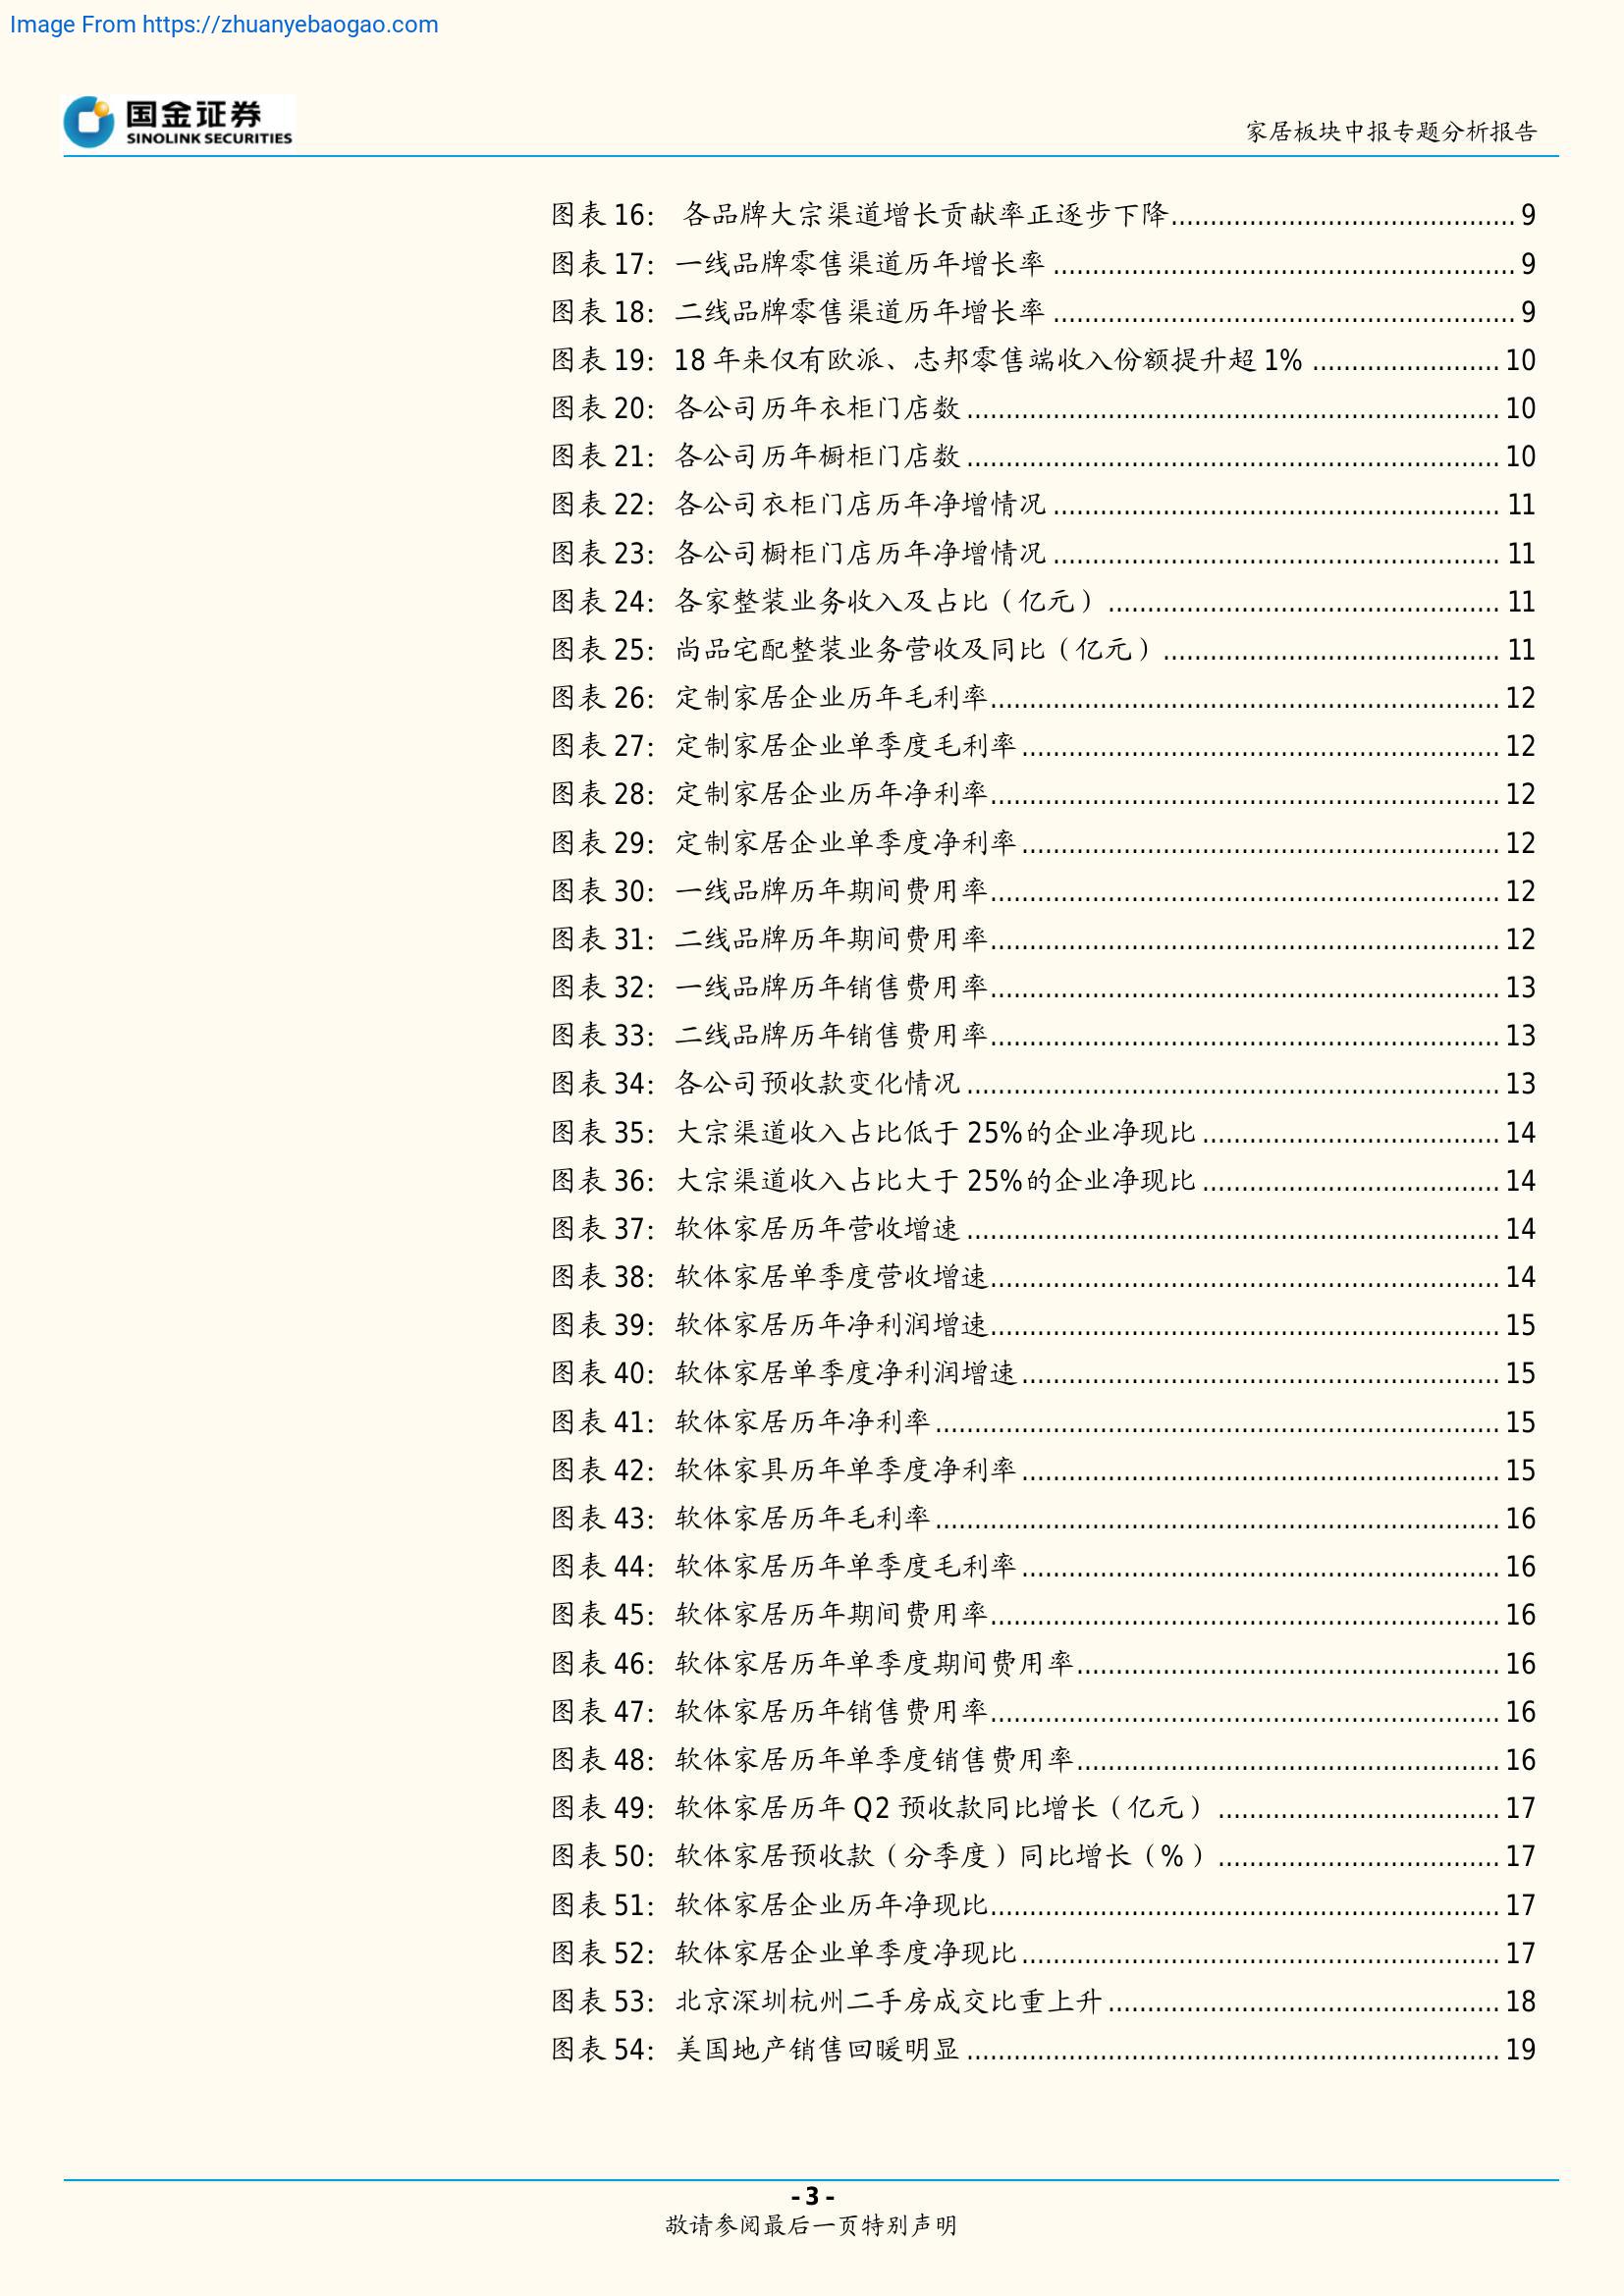 Image From https://zhuanyebaogao.com
国金证券
SINOLINK SECURITIES
家居板块中报专题分析报告
图表 16： 各品牌大宗渠道增长贡献率正逐步下降............................................ 9
图表 17：一线品牌零售渠道历年增长率 ........................................................... 9
图表 18：二线品牌零售渠道历年增长率 ........................................................... 9
图表 19：18 年来仅有欧派、志邦零售端收入份额提升超 1% ........................ 10
图表 20：各公司历年衣柜门店数 .................................................................... 10
图表 21：各公司历年橱柜门店数 .................................................................... 10
图表 22：各公司衣柜门店历年净增情况 ......................................................... 11
图表 23：各公司橱柜门店历年净增情况 ......................................................... 11
图表 24：各家整装业务收入及占比（亿元） .................................................. 11
图表 25：尚品宅配整装业务营收及同比（亿元） ........................................... 11
图表 26：定制家居企业历年毛利率................................................................. 12
图表 27：定制家居企业单季度毛利率............................................................. 12
图表 28：定制家居企业历年净利率................................................................. 12
图表 29：定制家居企业单季度净利率............................................................. 12
图表 30：一线品牌历年期间费用率................................................................. 12
图表 31：二线品牌历年期间费用率................................................................. 12
图表 32：一线品牌历年销售费用率................................................................. 13
图表 33：二线品牌历年销售费用率................................................................. 13
图表 34：各公司预收款变化情况 .................................................................... 13
图表 35：大宗渠道收入占比低于 25%的企业净现比 ...................................... 14
图表 36：大宗渠道收入占比大于 25%的企业净现比 ...................................... 14
图表 37：软体家居历年营收增速 .................................................................... 14
图表 38：软体家居单季度营收增速................................................................. 14
图表 39：软体家居历年净利润增速................................................................. 15
图表 40：软体家居单季度净利润增速............................................................. 15
图表 41：软体家居历年净利率 ........................................................................ 15
图表 42：软体家具历年单季度净利率............................................................. 15
图表 43：软体家居历年毛利率 ........................................................................ 16
图表 44：软体家居历年单季度毛利率............................................................. 16
图表 45：软体家居历年期间费用率................................................................. 16
图表 46：软体家居历年单季度期间费用率...................................................... 16
图表 47：软体家居历年销售费用率................................................................. 16
图表 48：软体家居历年单季度销售费用率...................................................... 16
图表 49：软体家居历年 Q2 预收款同比增长（亿元） .................................... 17
图表 50：软体家居预收款（分季度）同比增长（%） .................................... 17
图表 51：软体家居企业历年净现比................................................................. 17
图表 52：软体家居企业单季度净现比............................................................. 17
图表 53：北京深圳杭州二手房成交比重上升 .................................................. 18
图表 54：美国地产销售回暖明显 .................................................................... 19
- 3 -
敬请参阅最后一页特别声明